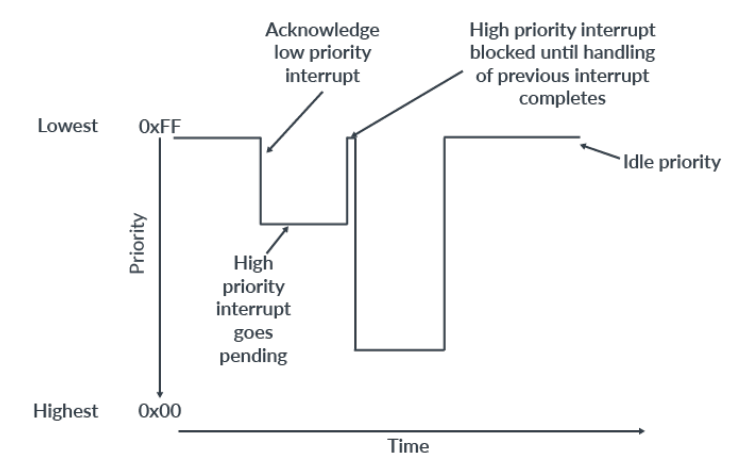 Acknowledge
low priority
interrupt
High priority interrupt
blocked until handling
of previous interrupt
completes
Lowest 0xFF
Idle priority
Priority
High
priority
interrupt
goes
pending
Highest 0x00
Time